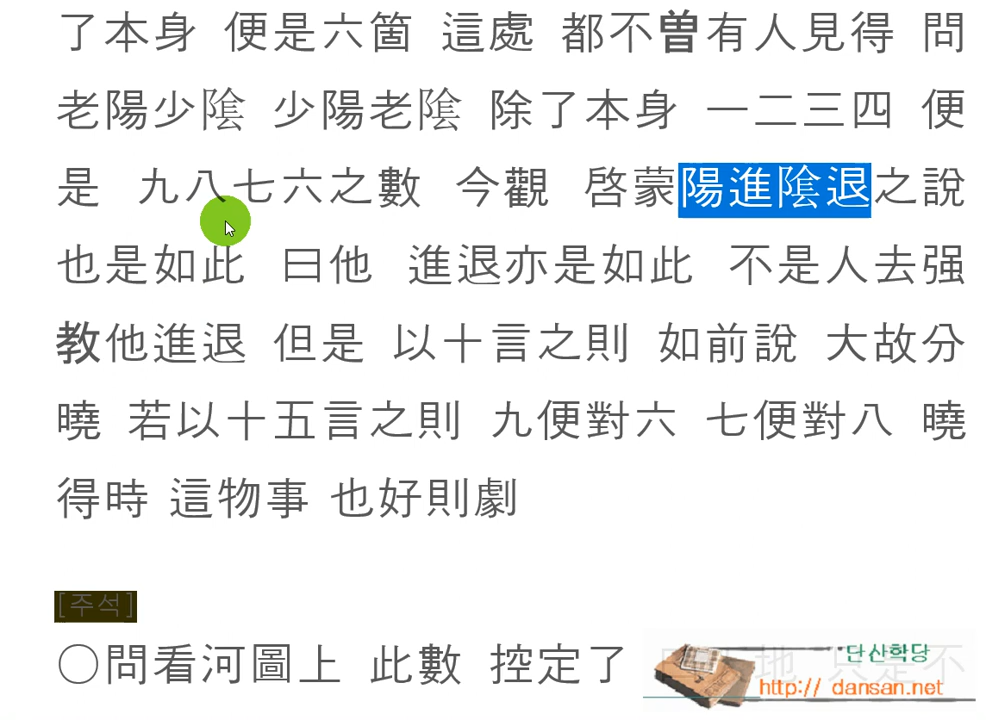 了本身 便是六箇 這處 都不曽有人見得 問
老陽少陰 少陽老陰 除了本身 一二三四 便
是 九八七六之數 今觀 啓蒙陽進陰退之說
也是如此 曰他 進退亦是如此 不是人去强
教他進退 但是 以十言之則 如前說 大故分
曉 若以十五言之則 九便對六 七便對八 曉
得時 這物事 也好則劇
[주석]
○問看河圖上 此數 控定了 地 只是不
단산학당
http:// dansan.net